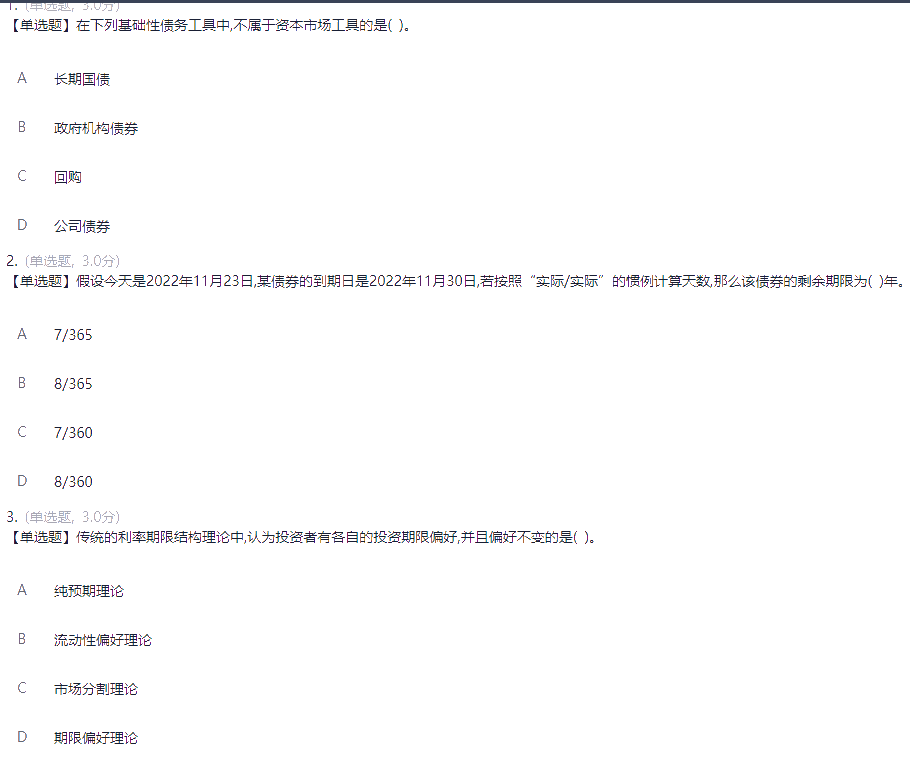 1. (单选题, 3.0分)
【单选题】在下列基础性债务工具中,不属于资本市场工具的是( )。
A 长期国债
B 政府机构债券
C 回购
D 公司债券
2. (单选题, 3.0分)
【单选题】假设今天是2022年11月23日,某债券的到期日是2022年11月30日,若按照“实际/实际”的惯例计算天数,那么该债券的剩余期限为( )年。
A 7/365
B 8/365
C 7/360
D 8/360
3. (单选题, 3.0分)
【单选题】传统的利率期限结构理论中,认为投资者有各自的投资期限偏好,并且偏好不变的是( )。
A 纯预期理论
B 流动性偏好理论
C 市场分割理论
D 期限偏好理论